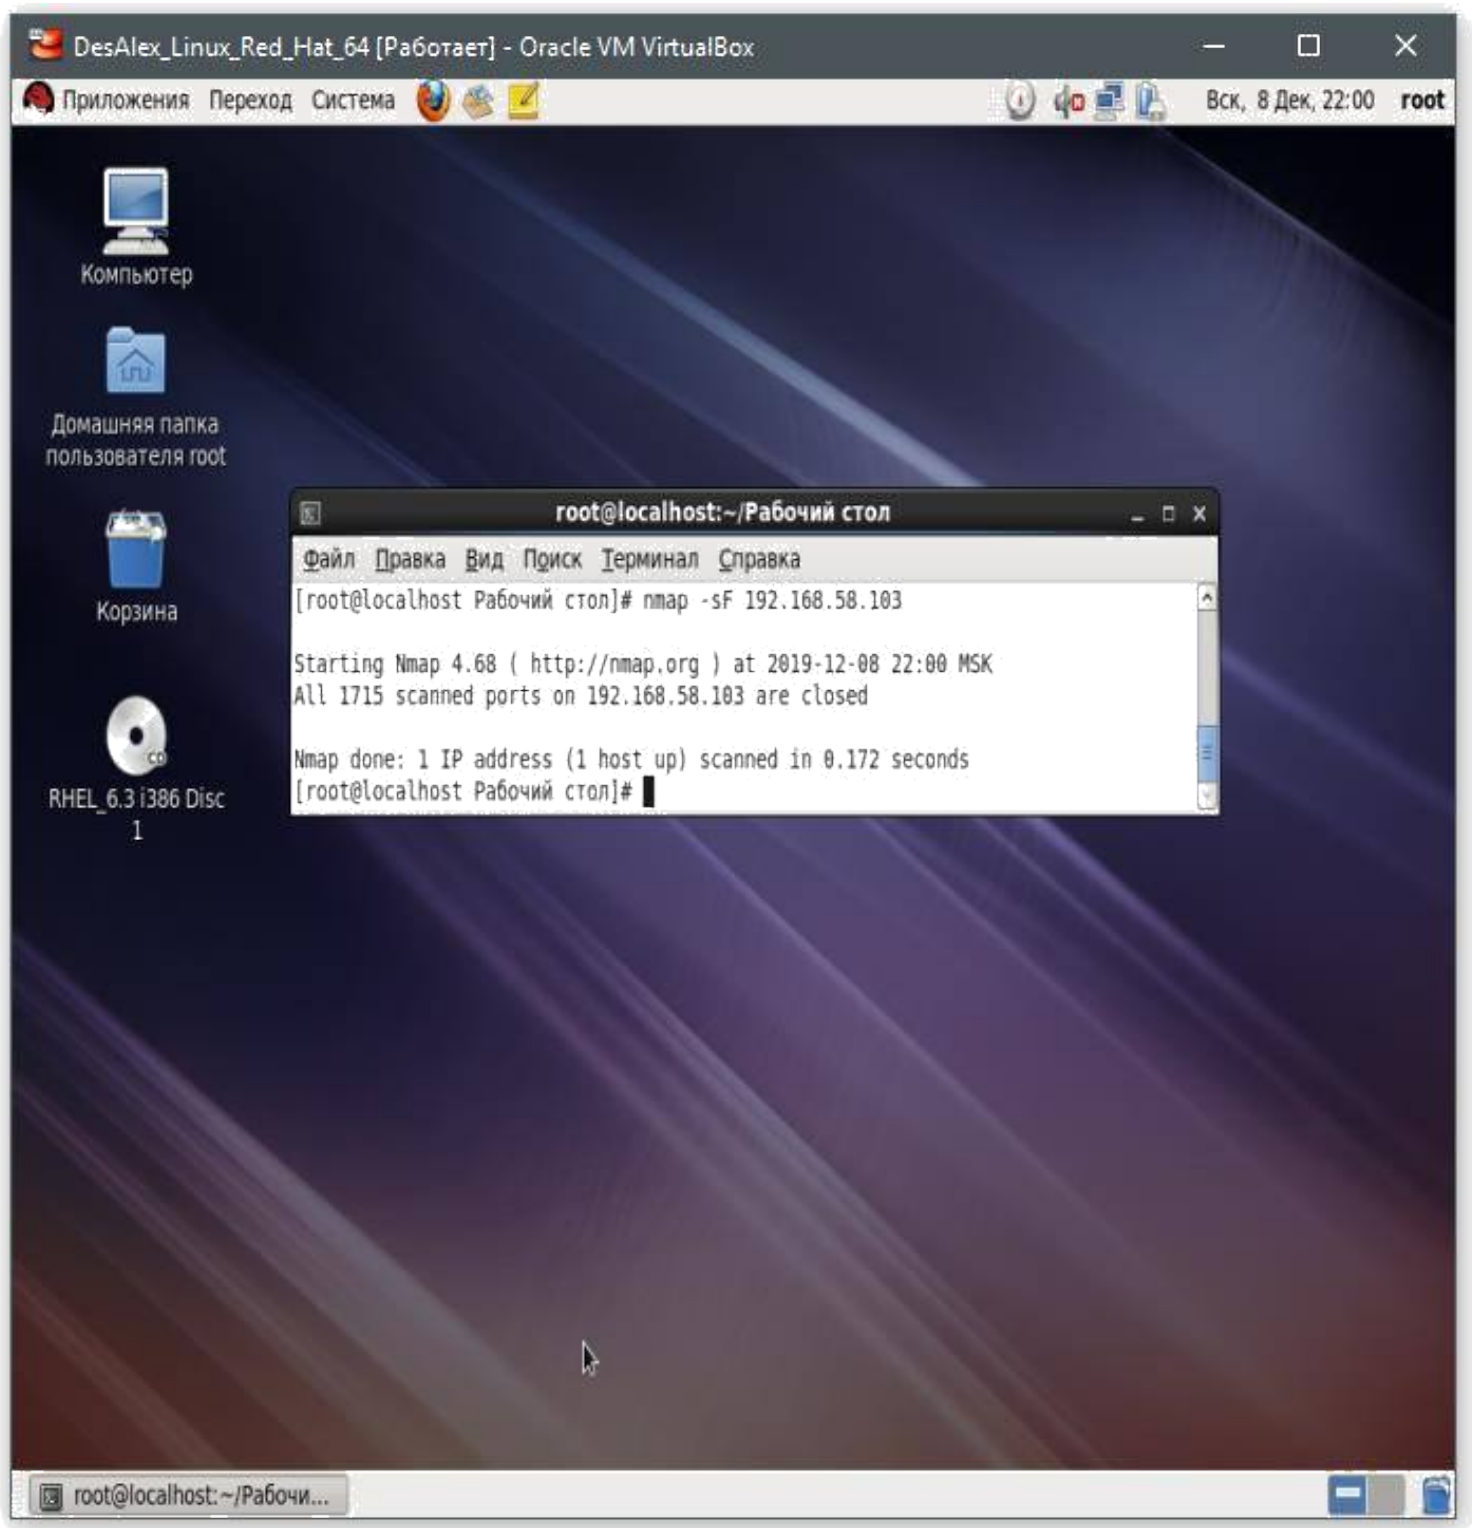 DesAlex_Linux_Red_Hat_64 [Работает] - Oracle VM VirtualBox
Приложения Переход Система Вск, 8 Дек, 22:00 root
Компьютер
Домашняя папка
пользователя root
Корзина
RHEL_6.3 i386 Disc
1
root@localhost:~/Рабочий стол
Файл Правка Вид Поиск Терминал Справка
[root@localhost Рабочий стол]# nmap -sF 192.168.58.103
Starting Nmap 4.68 ( http://nmap.org ) at 2019-12-08 22:00 MSK
All 1715 scanned ports on 192.168.58.103 are closed
Nmap done: 1 IP address (1 host up) scanned in 0.172 seconds
[root@localhost Рабочий стол]#
root@localhost:~/Рабочи...